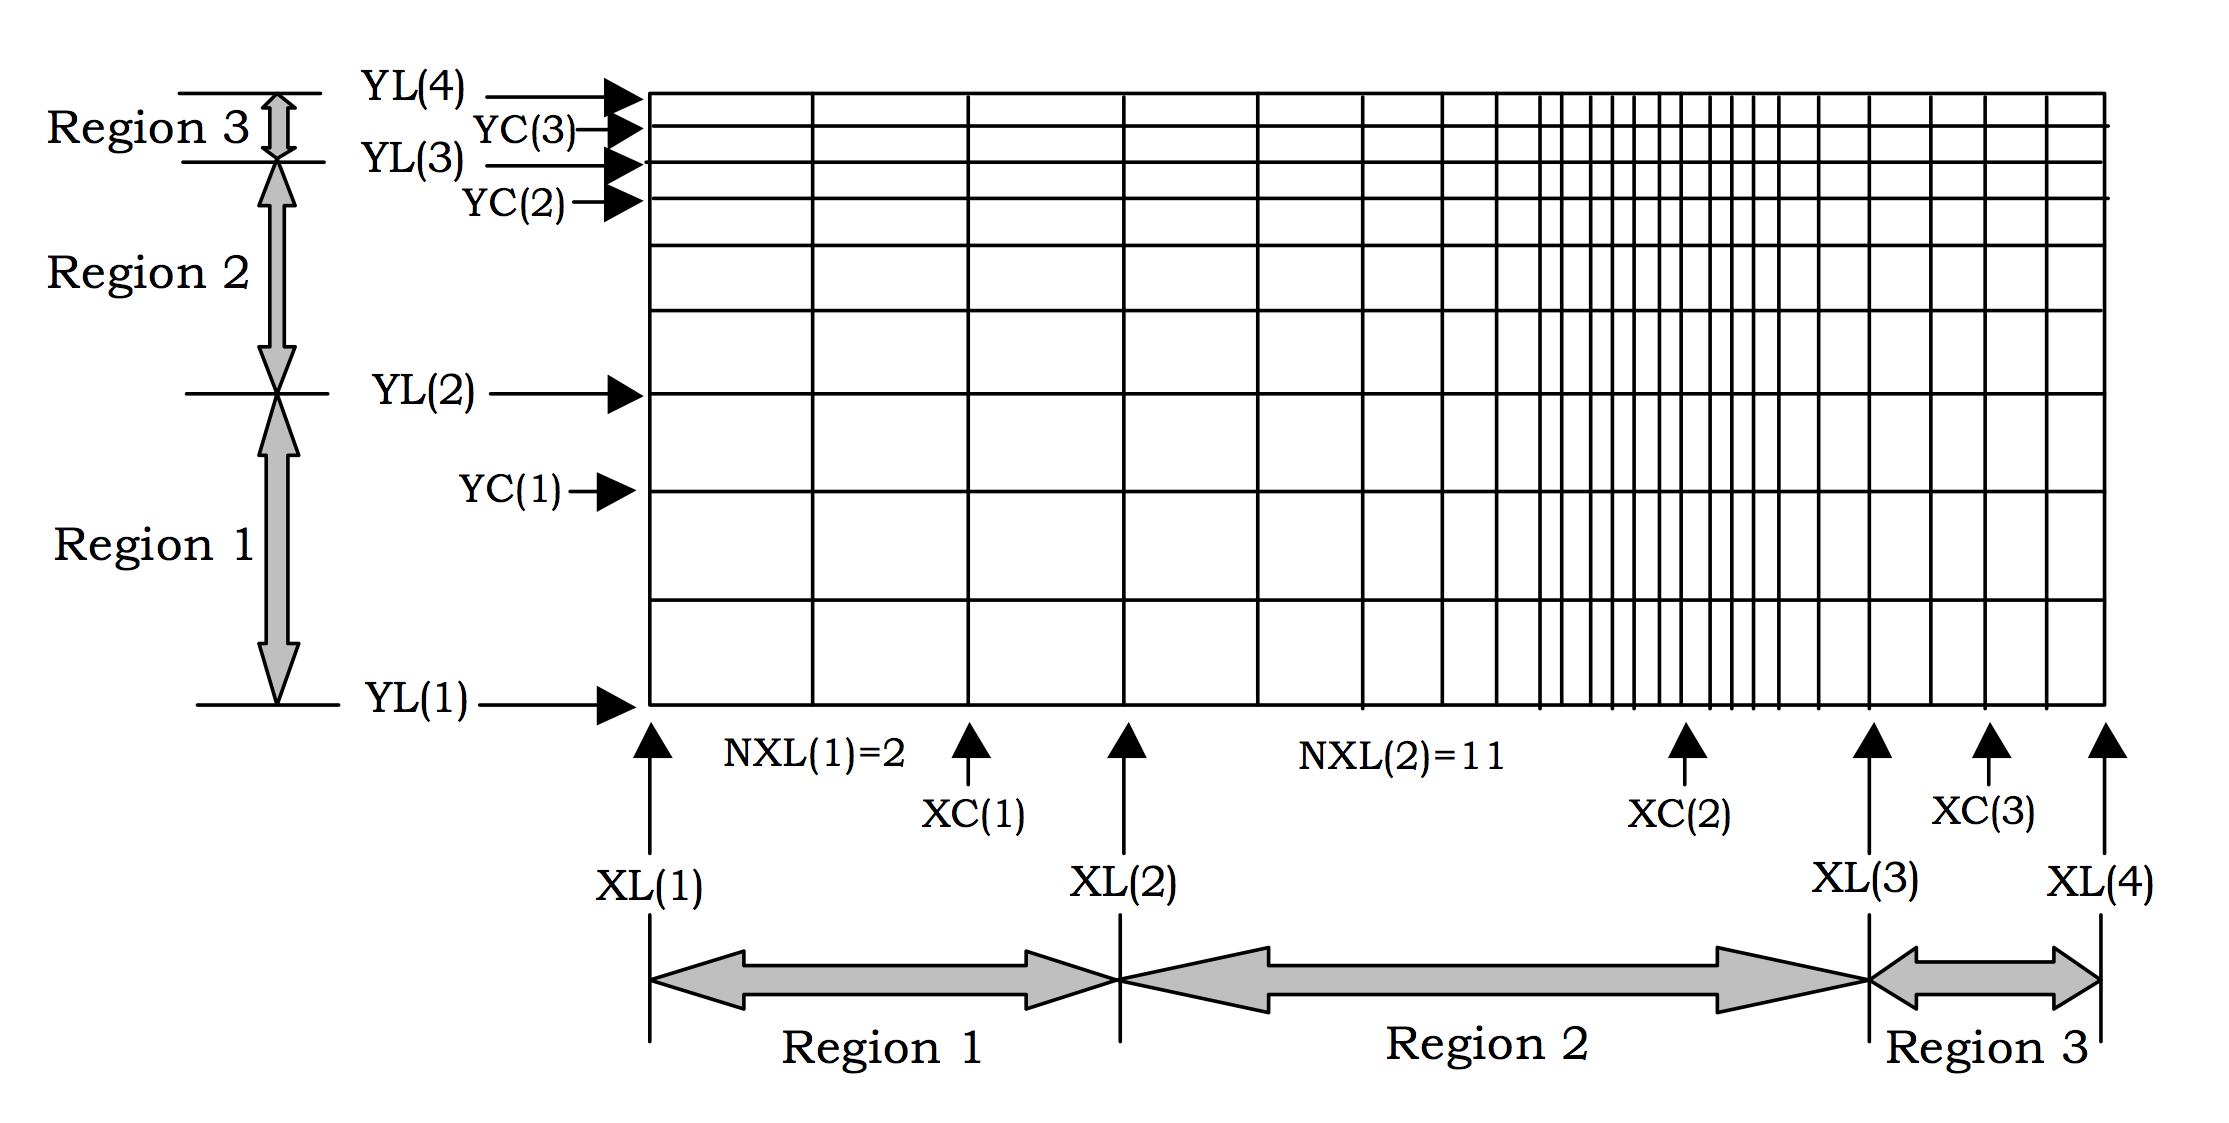 YL(4)
Region 3
YC(3)
YL(3)
YC(2)
Region 2
YL(2)
YC(1)
Region 1
YL(1)
NXL(1)=2
NXL(2)=11
XC(1)
XC(2)
XC(3)
XL(1)
XL(2)
XL(3)
XL(4)
Region 1
Region 2
Region 3